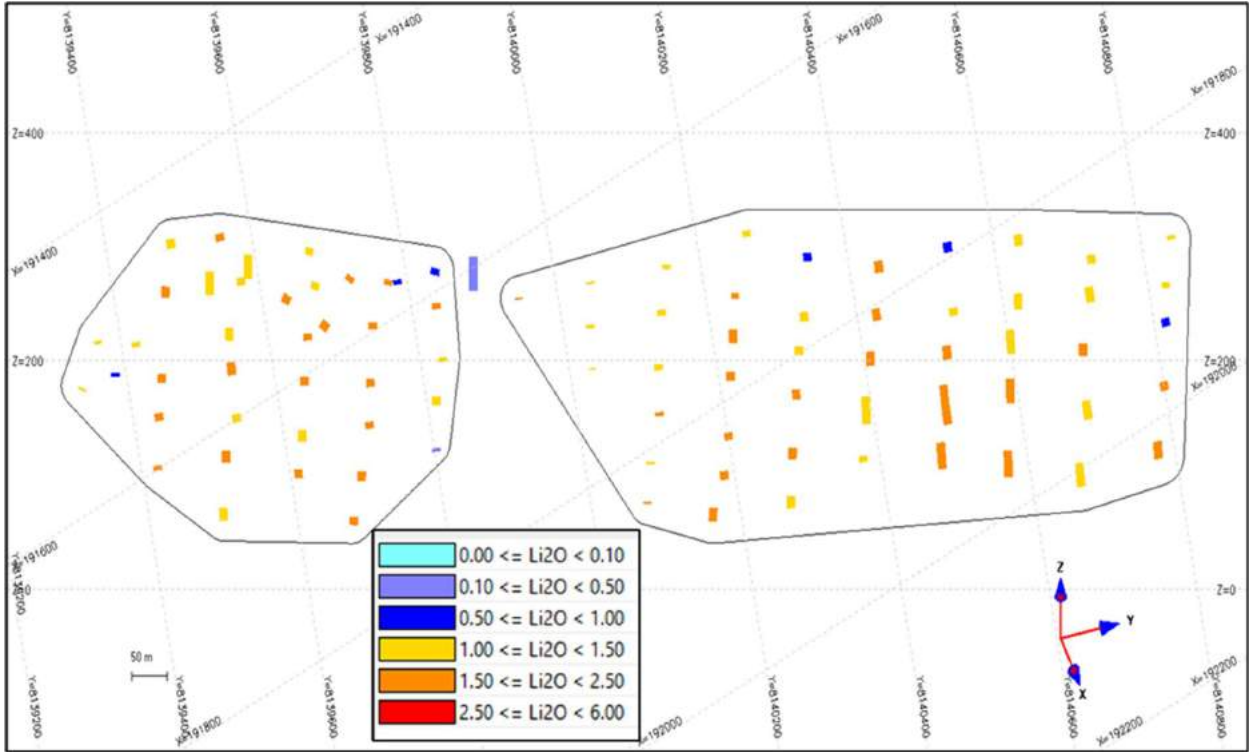 Y=8139400
Y=8139600
Y=8139800
X=191400
Y=8140000
Y=8140200
Y=8140400
X=191600
Y=8140600
Y=8140800
X=191800
Z=400
Z=400
X=191400
Z=200
Z=200
X=192000
X=191600
0.00 <= Li2O < 0.10
0.10 <= Li2O < 0.50
0.50 <= Li2O < 1.00
1.00 <= Li2O < 1.50
1.50 <= Li2O < 2.50
2.50 <= Li2O < 6.00
Z
Y
X
Z=0
50 m
X=192200
Y=8139200
X=191800
Y=8139600
X=192000
Y=8140200
Y=8140400
Y=8140600
X=192200
Y=8140800